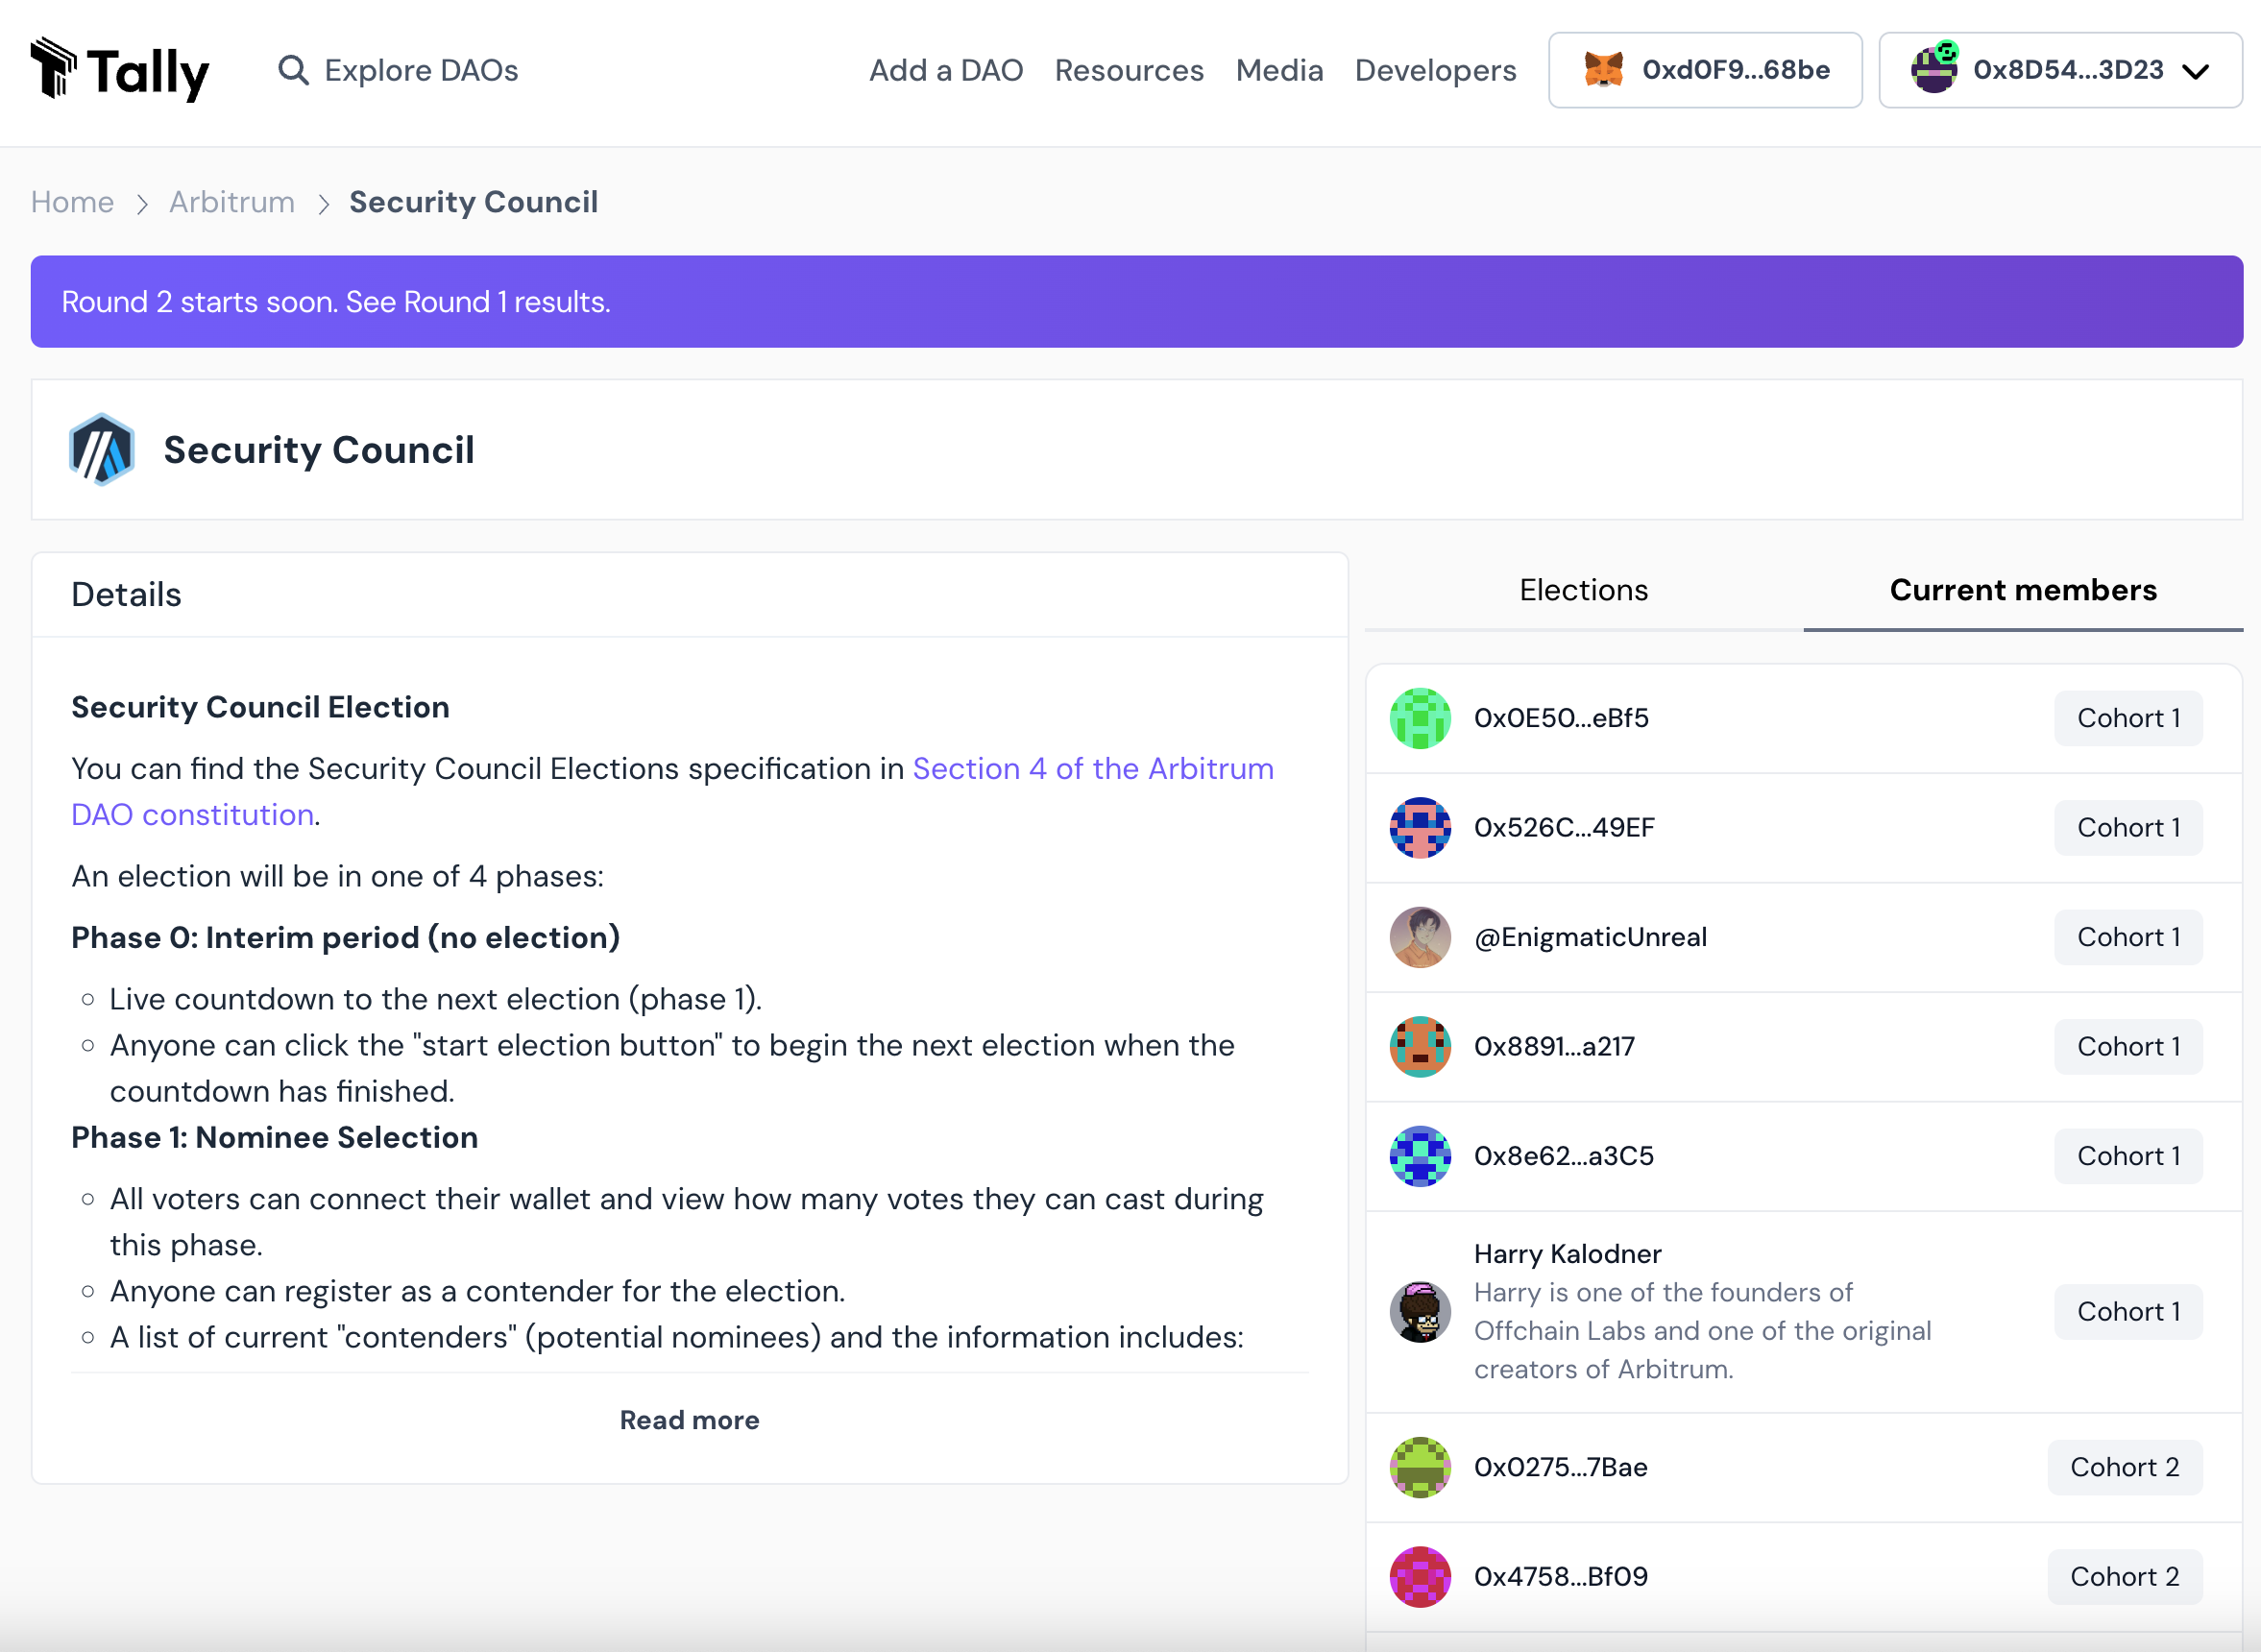 Tally
Explore DAOs
Add a DAO
Resources
Media
Developers
0xd0F9...68be
0x8D54...3D23
Home > Arbitrum > Security Council
Round 2 starts soon. See Round 1 results.
Security Council
Details
Security Council Election
You can find the Security Council Elections specification in Section 4 of the Arbitrum
DAO constitution.
An election will be in one of 4 phases:
Phase 0: Interim period (no election)
Live countdown to the next election (phase 1).
Anyone can click the "start election button" to begin the next election when the
countdown has finished.
Phase 1: Nominee Selection
All voters can connect their wallet and view how many votes they can cast during
this phase.
Anyone can register as a contender for the election.
A list of current "contenders" (potential nominees) and the information includes:
Read more
Elections
Current members
0x0E50...eBf5
Cohort 1
0x526C...49EF
Cohort 1
@EnigmaticUnreal
Cohort 1
0x8891...a217
Cohort 1
0x8e62...a3C5
Cohort 1
Harry Kalodner
Harry is one of the founders of
Offchain Labs and one of the original
creators of Arbitrum.
Cohort 1
0x0275...7Bae
Cohort 2
0x4758...Bf09
Cohort 2